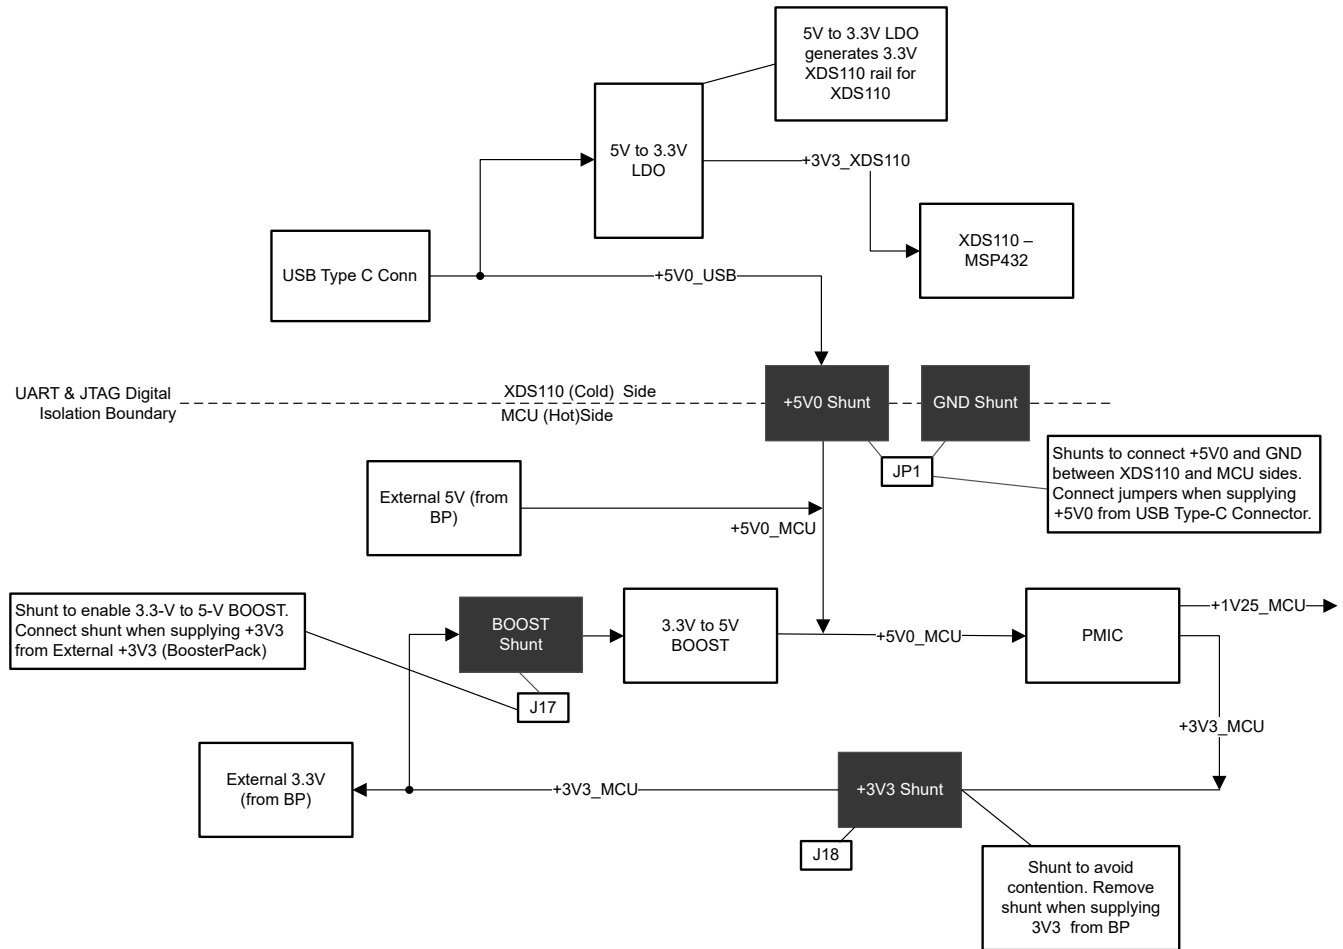 5V to 3.3V LDO
generates 3.3V
XDS110 rail for
XDS110
5V to 3.3V
LDO
+3V3_XDS110
XDS110 –
MSP432
USB Type C Conn
+5V0_USB
UART & JTAG Digital
Isolation Boundary
XDS110 (Cold)  Side
MCU (Hot)Side
+5V0 Shunt
GND Shunt
JP1
Shunts to connect +5V0 and GND
between XDS110 and MCU sides.
Connect jumpers when supplying
+5V0 from USB Type-C Connector.
External 5V (from
BP)
+5V0_MCU
Shunt to enable 3.3-V to 5-V BOOST.
Connect shunt when supplying +3V3
from External +3V3 (BoosterPack)
BOOST
Shunt
3.3V to 5V
BOOST
+5V0_MCU
PMIC
+1V25_MCU
J17
+3V3_MCU
External 3.3V
(from BP)
+3V3_MCU
+3V3 Shunt
J18
Shunt to avoid
contention. Remove
shunt when supplying
3V3  from BP